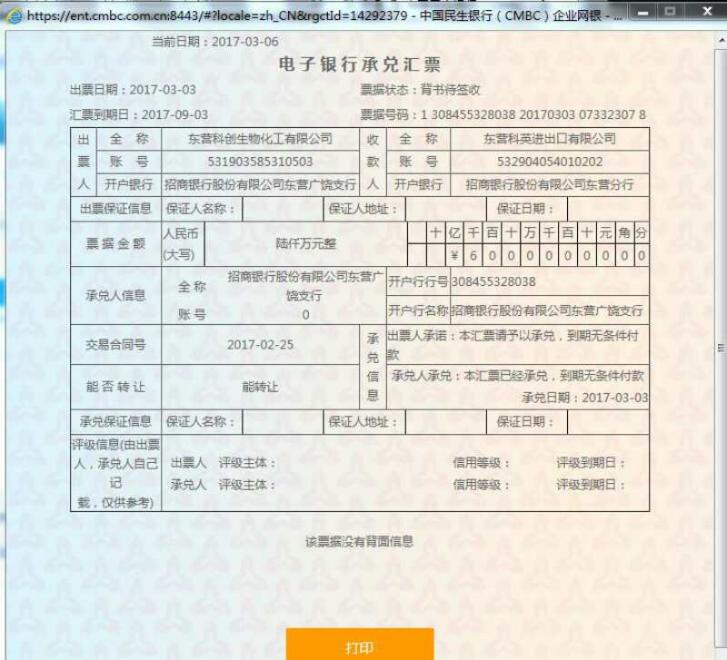 https://ent.cmbc.com.cn:8443/#?locale=zh_CN&rgctId=14292379 - 中国民生银行（CMBC）企业网银 - ...
当前日期：2017-03-06
电子银行承兑汇票
出票日期：2017-03-03 票据状态：背书待签收
汇票到期日：2017-09-03 票据号码：1 308455328038 20170303 07332307 8
出票人 全 称 东营科创生物化工有限公司 收款人 全 称 东营科英进出口有限公司
账 号 531903585310503 账 号 532904054010202
开户银行 招商银行股份有限公司东营广饶支行 开户银行 招商银行股份有限公司东营分行
出票保证信息 保证人名称： 保证人地址： 保证日期：
票据金额 人民币(大写) 陆仟万元整 十 亿 千 百 十 万 千 百 十 元 角 分
¥ 6 0 0 0 0 0 0 0 0 0
承兑人信息 全称 招商银行股份有限公司东营广饶支行 开户行行号 308455328038
账号 0 开户行名称 招商银行股份有限公司东营广饶支行
交易合同号 2017-02-25 承兑信息 出票人承诺：本汇票请予以承兑，到期无条件付款
能否转让 能转让 承兑人承兑：本汇票已经承兑，到期无条件付款
承兑日期：2017-03-03
承兑保证信息 保证人名称： 保证人地址： 保证日期：
评级信息(由出票人，承兑人自己记载，仅供参考) 出票人 评级主体： 信用等级： 评级到期日：
承兑人 评级主体： 信用等级： 评级到期日：
该票据没有背面信息
打印